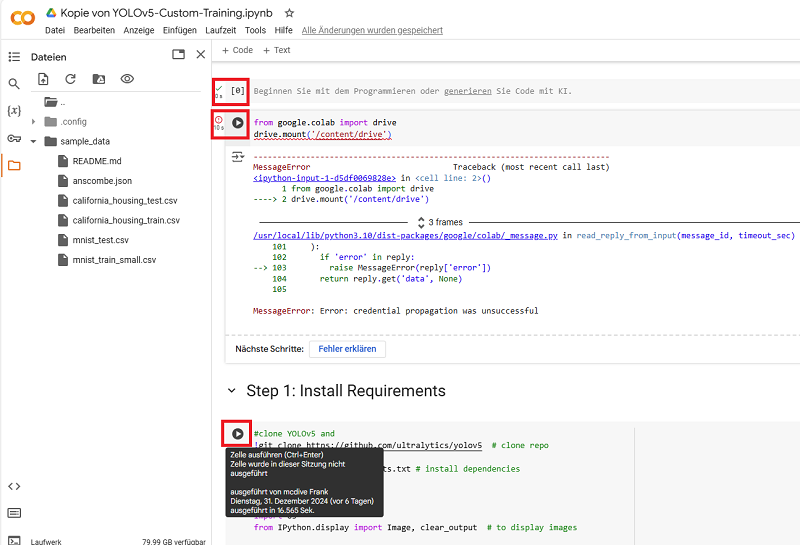 CO Kopie von YOLOv5-Custom-Training.ipynb
Datei Bearbeiten Anzeige Einfügen Laufzeit Tools Hilfe Alle Änderungen wurden gespeichert
Dateien
+ Code + Text
..
.config
sample_data
README.md
anscombe.json
california_housing_test.csv
california_housing_train.csv
mnist_test.csv
mnist_train_small.csv
{x}
<>
Laufwerk 79.99 GB verfügbar
0 s
[0] Beginnen Sie mit dem Programmieren oder generieren Sie Code mit KI.
10 s
from google.colab import drive
drive.mount('/content/drive')
---------------------------------------------------------------------------
MessageError Traceback (most recent call last)
<ipython-input-1-d5df0069828e> in <cell line: 2>()
1 from google.colab import drive
----> 2 drive.mount('/content/drive')
3 frames
/usr/local/lib/python3.10/dist-packages/google/colab/_message.py in read_reply_from_input(message_id, timeout_sec)
101 ):
102 if 'error' in reply:
--> 103 raise MessageError(reply['error'])
104 return reply.get('data', None)
105
MessageError: Error: credential propagation was unsuccessful
Nächste Schritte: Fehler erklären
Step 1: Install Requirements
#clone YOLOv5 and
!git clone https://github.com/ultralytics/yolov5 # clone repo
Zelle ausführen (Ctrl+Enter)
Zelle wurde in dieser Sitzung nicht
ausgeführt
ts.txt # install dependencies
ausgeführt von mcdive Frank
Dienstag, 31. Dezember 2024 (vor 6 Tagen)
ausgeführt in 16.565 Sek.
from IPython.display import Image, clear_output # to display images